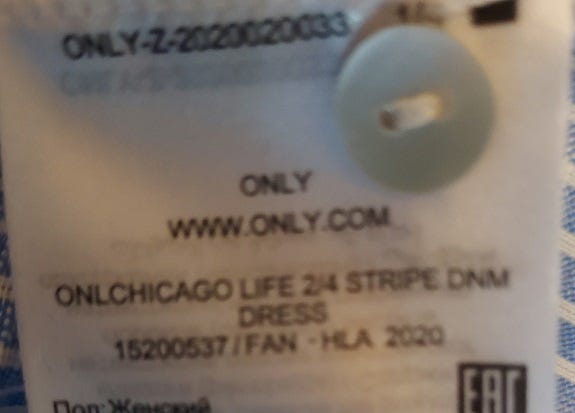 ONLY-Z-2020020033
ONLY
WWW.ONLY.COM
ONLCHICAGO LIFE 2/4 STRIPE DNM
DRESS
15200537 / FAN - HLA 2020
Пол: Женский
EAC